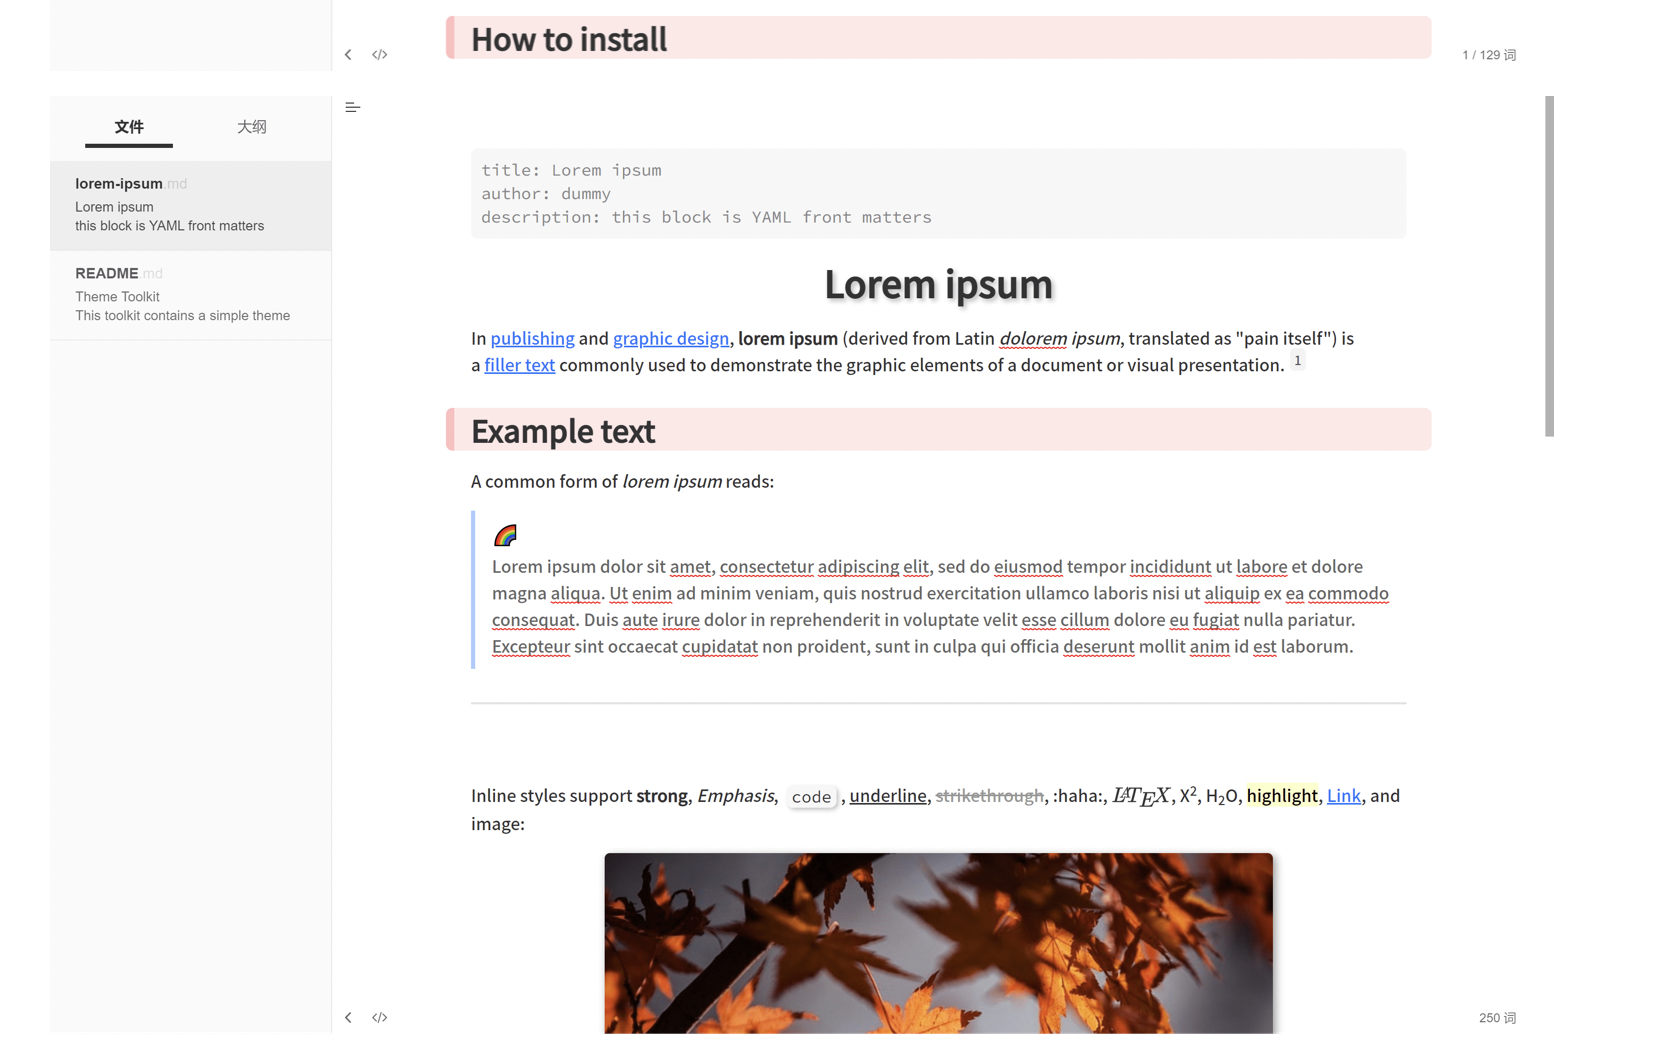 How to install
1 / 129 词
文件
大纲
lorem-ipsum.md
Lorem ipsum
this block is YAML front matters
README.md
Theme Toolkit
This toolkit contains a simple theme
title: Lorem ipsum
author: dummy
description: this block is YAML front matters
Lorem ipsum
In publishing and graphic design, lorem ipsum (derived from Latin dolorem ipsum, translated as "pain itself") is
a filler text commonly used to demonstrate the graphic elements of a document or visual presentation. 1
Example text
A common form of lorem ipsum reads:
Lorem ipsum dolor sit amet, consectetur adipiscing elit, sed do eiusmod tempor incididunt ut labore et dolore
magna aliqua. Ut enim ad minim veniam, quis nostrud exercitation ullamco laboris nisi ut aliquip ex ea commodo
consequat. Duis aute irure dolor in reprehenderit in voluptate velit esse cillum dolore eu fugiat nulla pariatur.
Excepteur sint occaecat cupidatat non proident, sunt in culpa qui officia deserunt mollit anim id est laborum.
Inline styles support strong, Emphasis, code, underline, strikethrough, :haha:, LATEX, X², H₂O, highlight, Link, and
image:
250 词